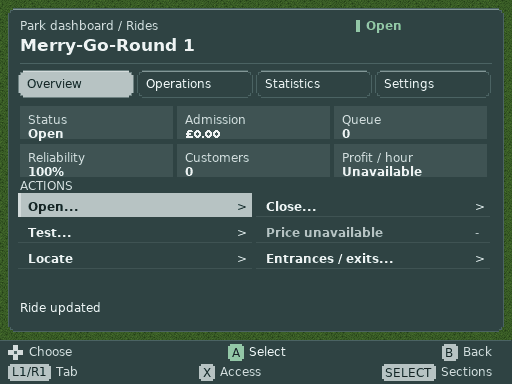 Park dashboard / Rides
Open
Merry-Go-Round 1
Overview
Operations
Statistics
Settings
Status
Open
Admission
£0.00
Queue
0
Reliability
100%
Customers
0
Profit / hour
Unavailable
ACTIONS
Open... >
Close... >
Test... >
Price unavailable -
Locate >
Entrances / exits... >
Ride updated
Choose
A Select
B Back
L1/R1 Tab
X Access
SELECT Sections